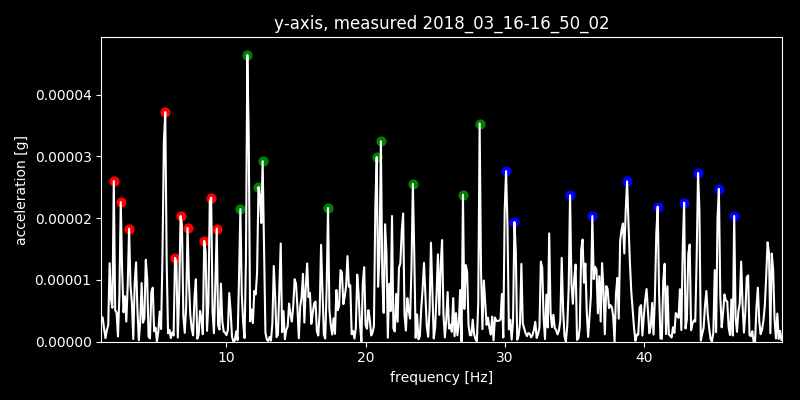 y-axis, measured 2018_03_16-16_50_02
acceleration [g]
0.00004
0.00003
0.00002
0.00001
0.00000
10 20 30 40
frequency [Hz]